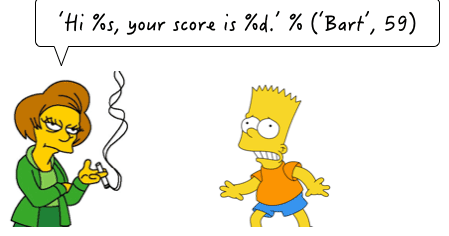 ‘Hi %s, your score is %d.’ % (‘Bart’, 59)